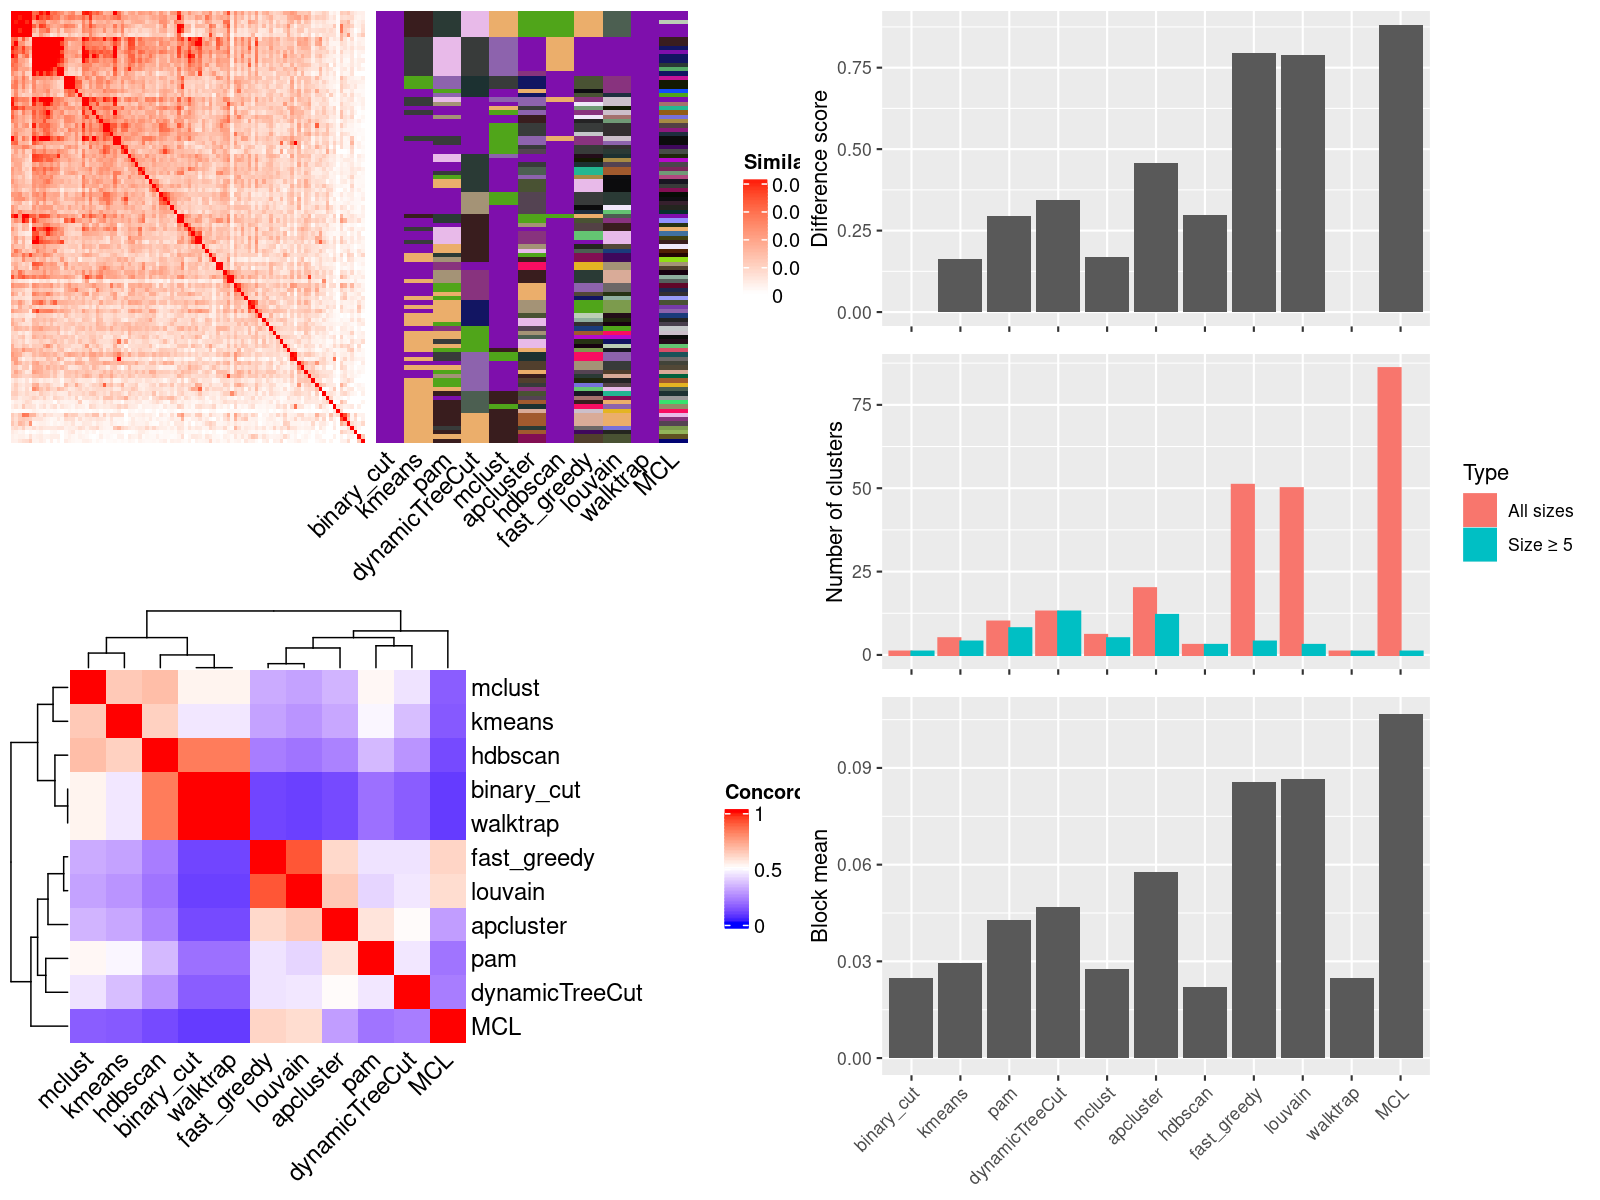 Simila
0.0
0.0
0.0
0.0
0
binary_cut
kmeans
pam
dynamicTreeCut
mclust
apcluster
hdbscan
fast_greedy
louvain
walktrap
MCL
Difference score
0.75
0.50
0.25
0.00
Number of clusters
75
50
25
0
Type
All sizes
Size ≥ 5
Block mean
0.09
0.06
0.03
0.00
binary_cut
kmeans
pam
dynamicTreeCut
mclust
apcluster
hdbscan
fast_greedy
louvain
walktrap
MCL
mclust
kmeans
hdbscan
binary_cut
walktrap
fast_greedy
louvain
apcluster
pam
dynamicTreeCut
MCL
Concord
1
0.5
0
mclust
kmeans
hdbscan
binary_cut
walktrap
fast_greedy
louvain
apcluster
pam
dynamicTreeCut
MCL